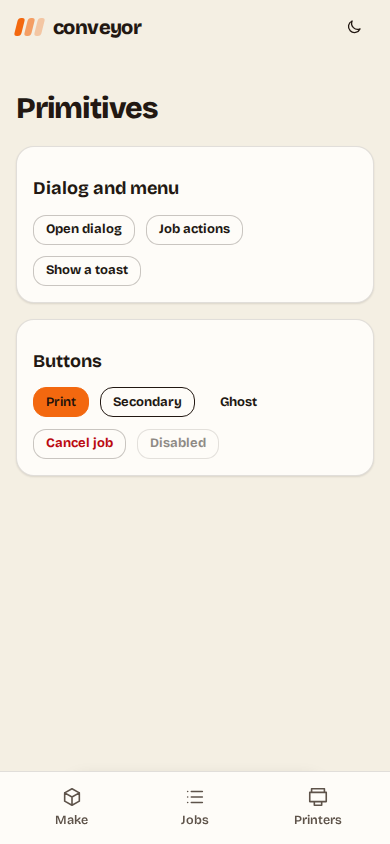 conveyor
Primitives
Dialog and menu
Open dialog Job actions
Show a toast
Buttons
Print Secondary Ghost
Cancel job Disabled
Make Jobs Printers